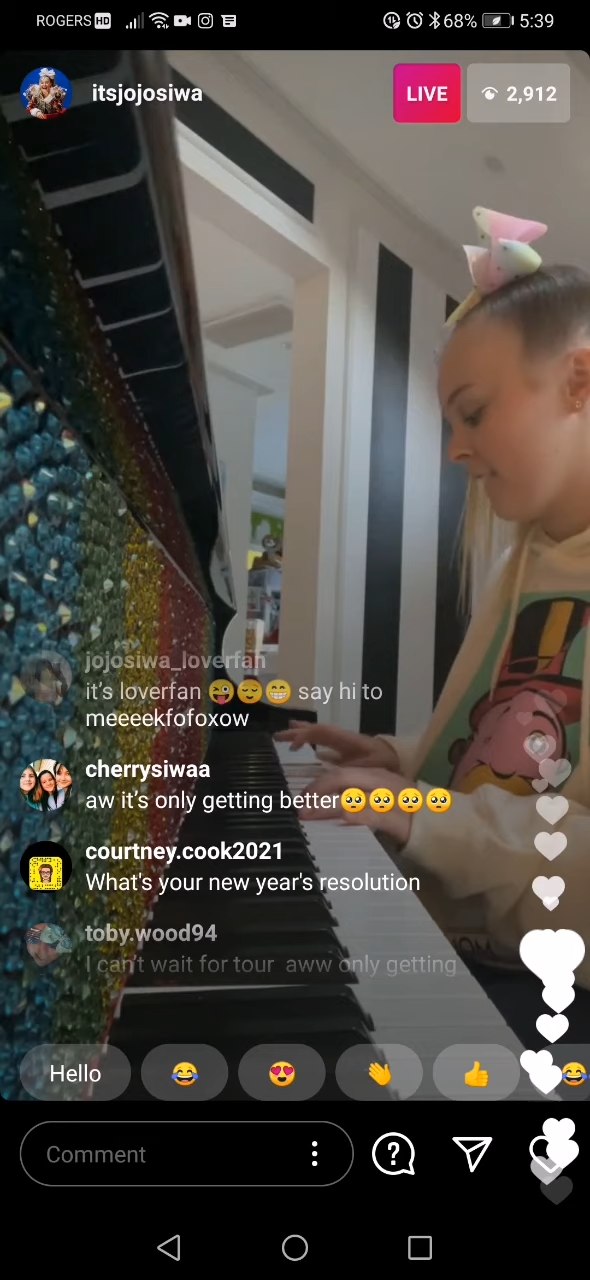 ROGERS HD 68% 5:39
itsjojosiwa LIVE 2,912
jojosiwa_loverfan
it's loverfan 😜😌😁 say hi to
meeeekfofoxow
cherrysiwaa
aw it's only getting better🥺🥺🥺🥺
courtney.cook2021
What's your new year's resolution
toby.wood94
I can't wait for tour aww only getting
Hello 😂 😍 👋 👍 😂
Comment